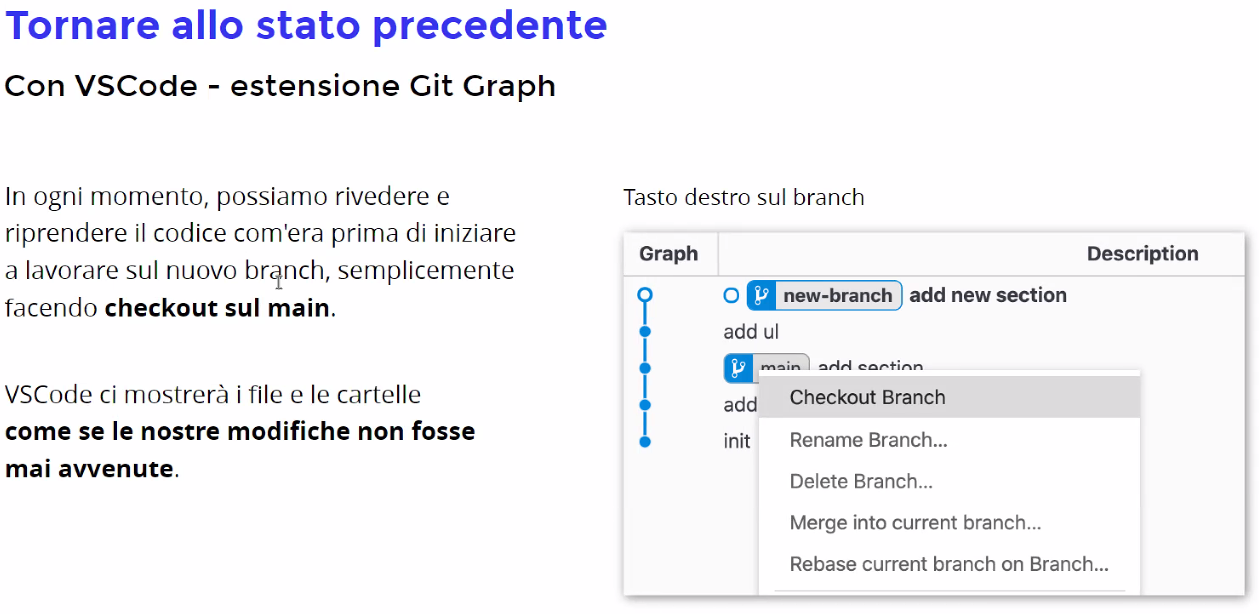 Tornare allo stato precedente
Con VSCode - estensione Git Graph
In ogni momento, possiamo rivedere e
riprendere il codice com'era prima di iniziare
a lavorare sul nuovo branch, semplicemente
facendo checkout sul main.
VSCode ci mostrerà i file e le cartelle
come se le nostre modifiche non fosse
mai avvenute.
Tasto destro sul branch
Graph Description
new-branch add new section
add ul
main add section
add
init
Checkout Branch
Rename Branch...
Delete Branch...
Merge into current branch...
Rebase current branch on Branch...